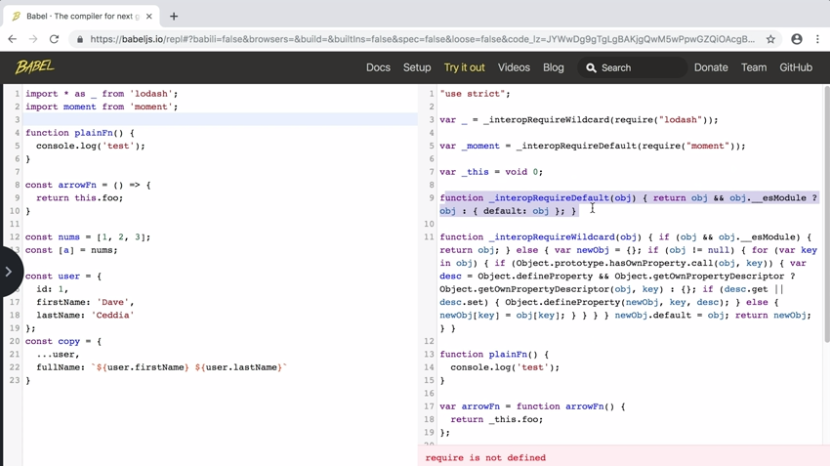 Babel - The compiler for next g
https://babeljs.io/repl#?babili=false&browsers=&build=&builtIns=false&spec=false&loose=false&code_lz=JYWwDg9gTgLgBAKjgQwM5wPpwGZQiOAcgB...
BABEL
Docs Setup Try it out Videos Blog Search Donate Team GitHub
1 import * as _ from 'lodash';
2 import moment from 'moment';
3
4 function plainFn() {
5 console.log('test');
6 }
7
8 const arrowFn = () => {
9 return this.foo;
10 }
11
12 const nums = [1, 2, 3];
13 const [a] = nums;
const user = {
id: 1,
17 firstName: 'Dave',
18 lastName: 'Ceddia'
19 };
20 const copy = {
21 ...user,
22 fullName: `${user.firstName} ${user.lastName}`
23 }
1 "use strict";
2
3 var _ = _interopRequireWildcard(require("lodash"));
4
5 var _moment = _interopRequireDefault(require("moment"));
6
7 var _this = void 0;
8
9 function _interopRequireDefault(obj) { return obj && obj.__esModule ?
obj : { default: obj }; }
10
11 function _interopRequireWildcard(obj) { if (obj && obj.__esModule) {
return obj; } else { var newObj = {}; if (obj != null) { for (var key
in obj) { if (Object.prototype.hasOwnProperty.call(obj, key)) { var
desc = Object.defineProperty && Object.getOwnPropertyDescriptor ?
Object.getOwnPropertyDescriptor(obj, key) : {}; if (desc.get ||
desc.set) { Object.defineProperty(newObj, key, desc); } else {
newObj[key] = obj[key]; } } } } newObj.default = obj; return newObj;
} }
12
13 function plainFn() {
14 console.log('test');
15 }
16
17 var arrowFn = function arrowFn() {
18 return _this.foo;
19 };
require is not defined